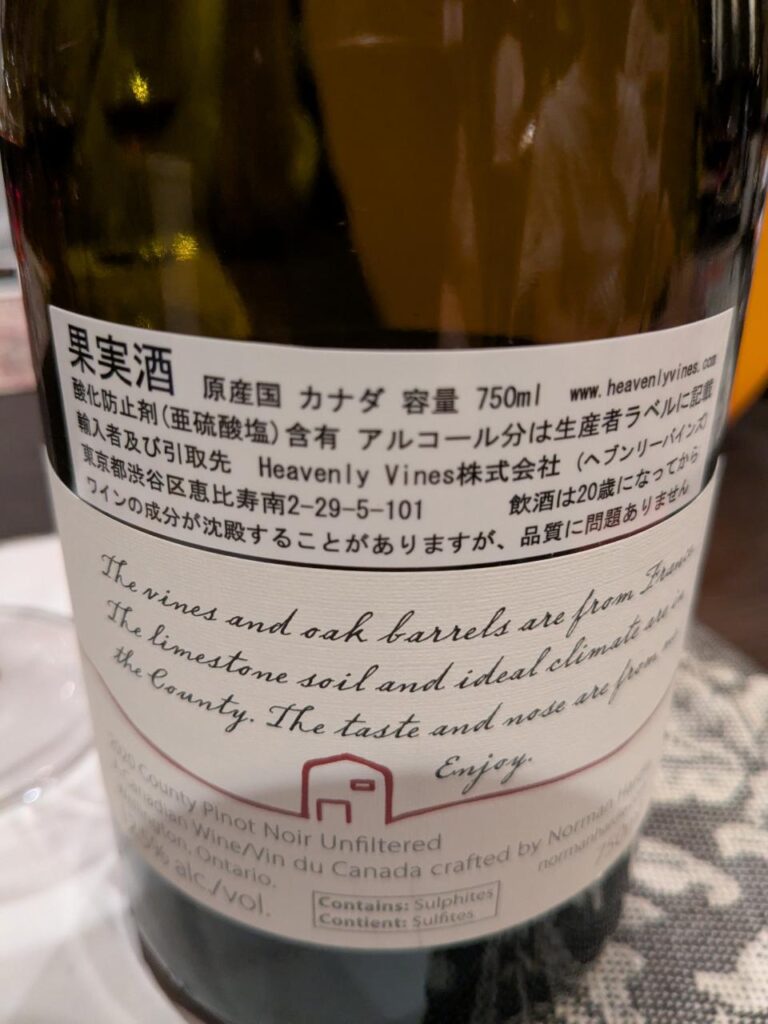 果実酒 原産国 カナダ 容量 750ml www.heavenlyvines.com
酸化防止剤(亜硫酸塩)含有 アルコール分は生産者ラベルに記載
輸入者及び引取先 Heavenly Vines株式会社 (ヘブンリーバインズ)
東京都渋谷区恵比寿南2-29-5-101 飲酒は20歳になってから
ワインの成分が沈殿することがありますが、品質に問題ありません
The vines and oak barrels are from France.
The limestone soil and ideal climate are in
the County. The taste and nose are from me.
Enjoy.
2020 County Pinot Noir Unfiltered
Canadian Wine/Vin du Canada crafted by Norman
Wellington, Ontario.
alc/vol.
Contains: Sulphites
Contient: Sulfites